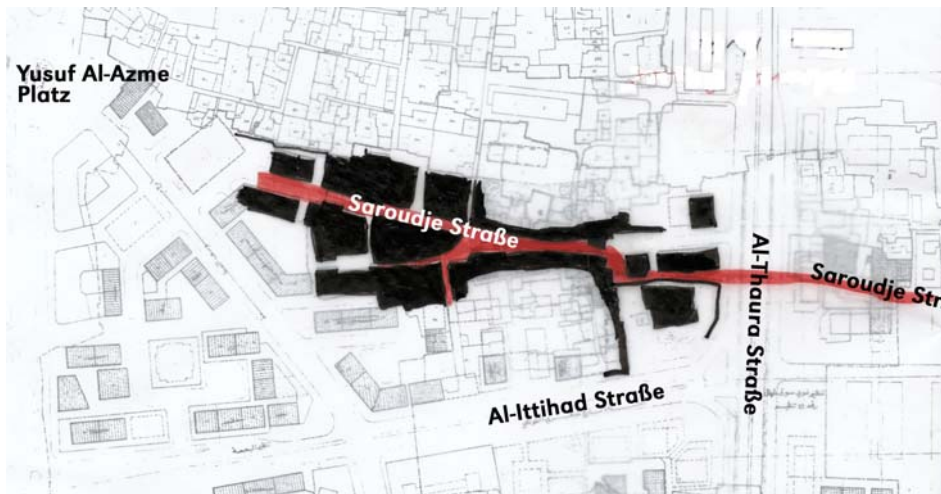 Yusuf Al-Azme
Platz
Saroudje Straße
Al-Thaura Straße
Saroudje Str
Al-Ittihad Straße